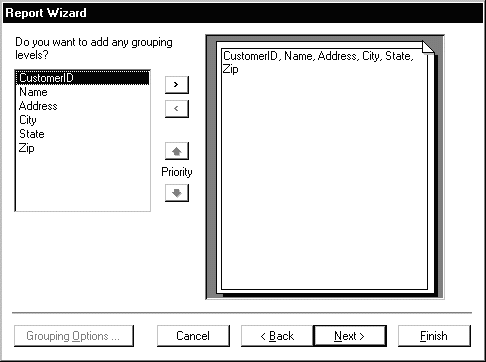 Report Wizard
Do you want to add any grouping
levels?
CustomerID
Name
Address
City
State
Zip
>
<
Priority
CustomerID, Name, Address, City, State,
Zip
Grouping Options ...
Cancel
< Back
Next >
Finish